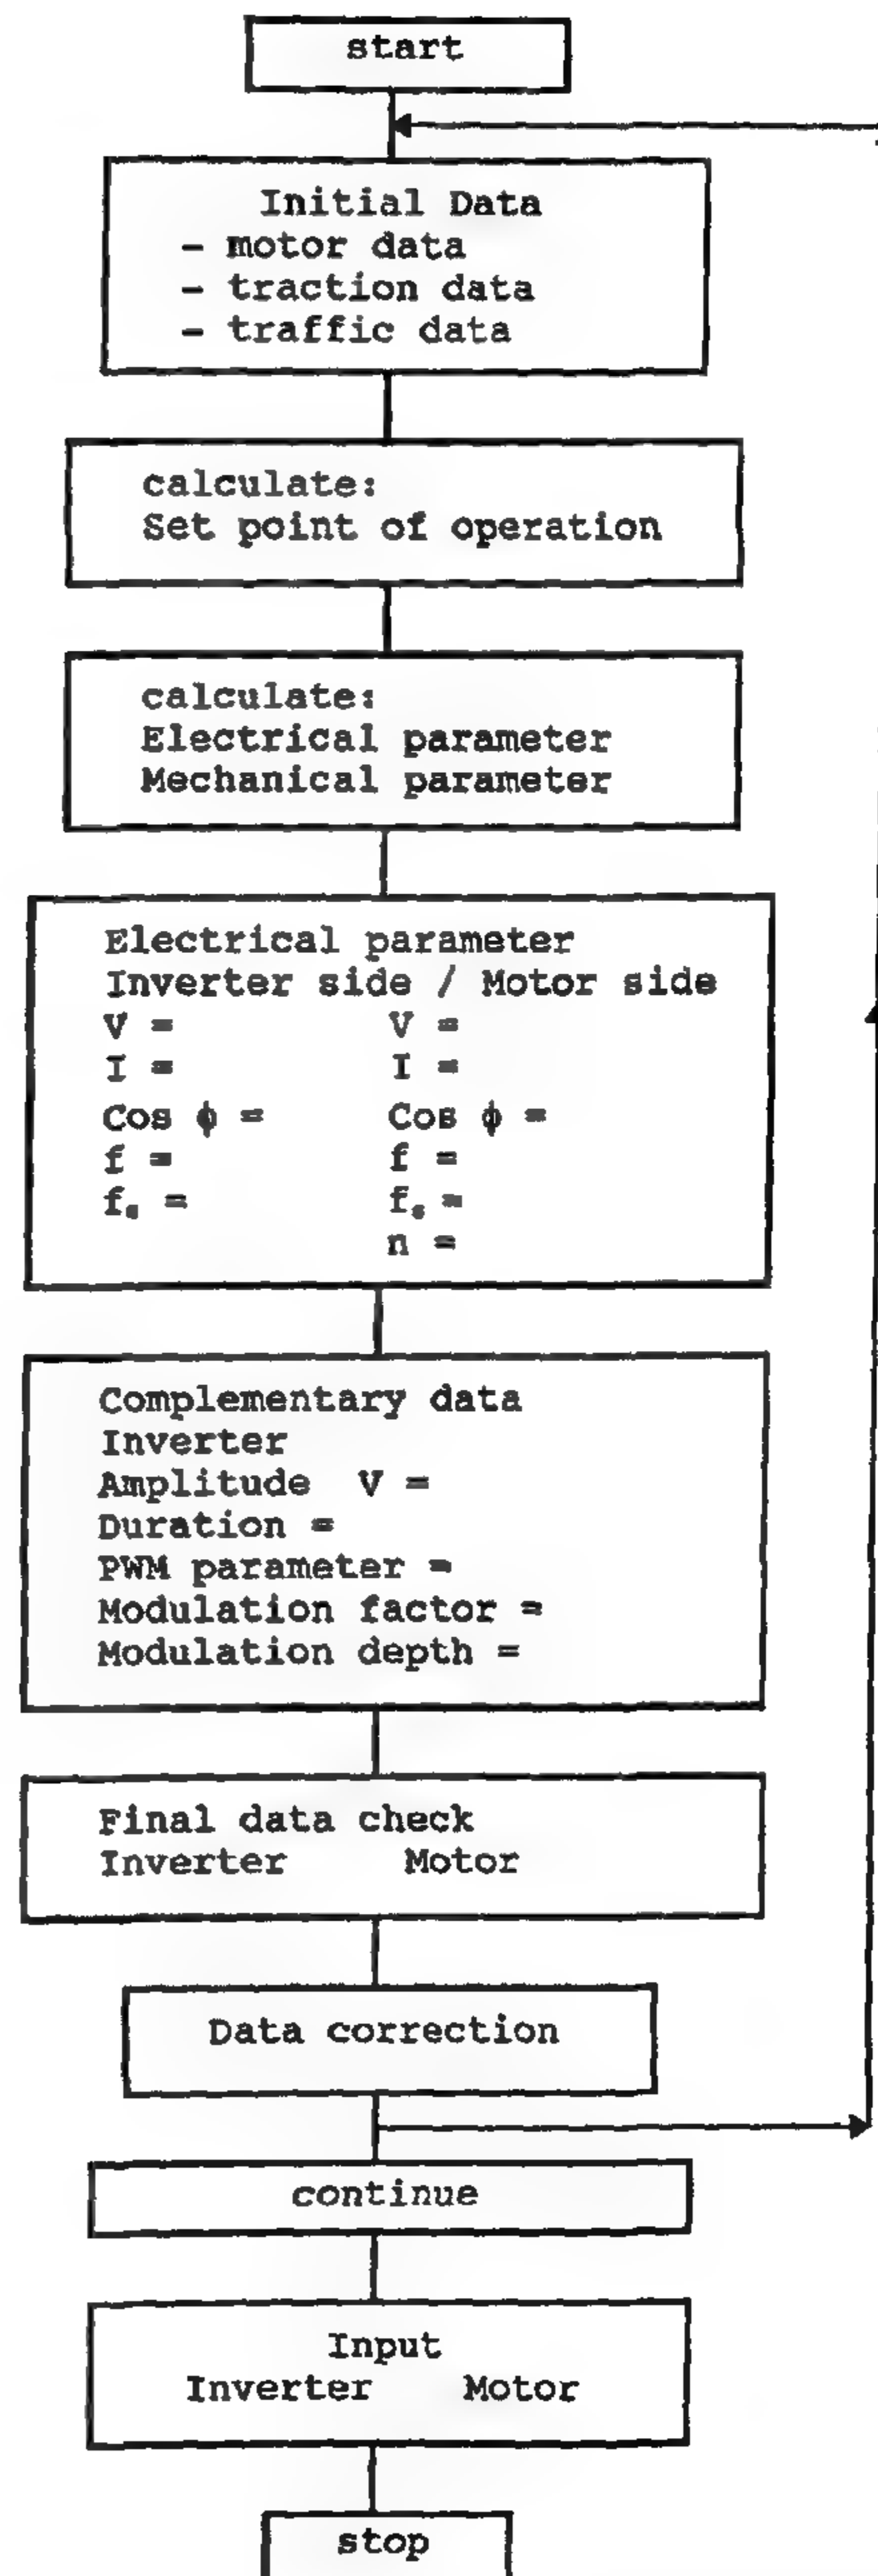 start
Initial Data
- motor data
- traction data
- traffic data
calculate:
Set point of operation
calculate:
Electrical parameter
Mechanical parameter
Electrical parameter
Inverter side / Motor side
V = V =
I = I =
Cos ϕ = Cos ϕ =
f = f =
fₛ = fₛ =
n =
Complementary data
Inverter
Amplitude V =
Duration =
PWM parameter =
Modulation factor =
Modulation depth =
Final data check
Inverter Motor
Data correction
continue
Input
Inverter Motor
stop